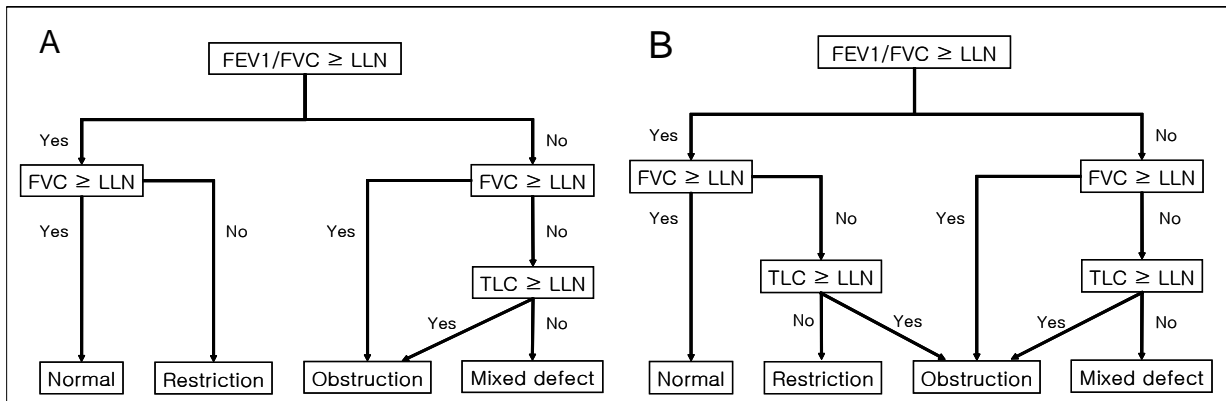 A
FEV1/FVC ≥ LLN
Yes
No
FVC ≥ LLN
FVC ≥ LLN
Yes
No
Yes
No
TLC ≥ LLN
Yes
No
Normal
Restriction
Obstruction
Mixed defect
B
FEV1/FVC ≥ LLN
Yes
No
FVC ≥ LLN
FVC ≥ LLN
Yes
No
Yes
No
TLC ≥ LLN
TLC ≥ LLN
No
Yes
Yes
No
Normal
Restriction
Obstruction
Mixed defect